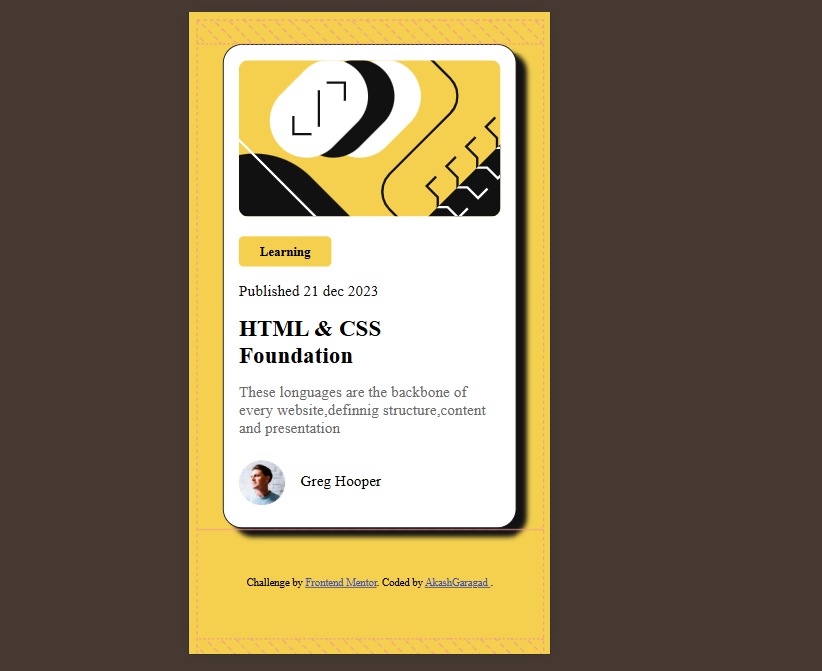 Learning
Published 21 dec 2023
HTML & CSS
Foundation
These longuages are the backbone of
every website,definnig structure,content
and presentation
Greg Hooper
Challenge by Frontend Mentor. Coded by AkashGaragad .